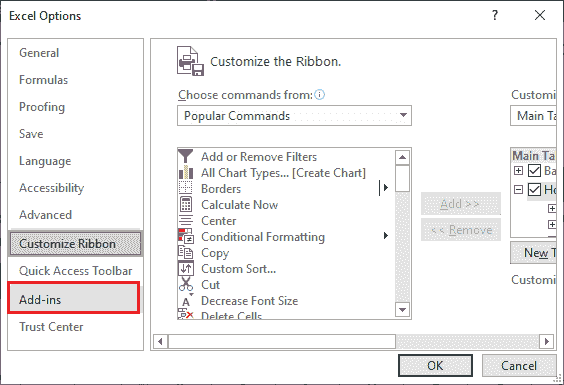 Excel Options
?
General
Formulas
Proofing
Save
Language
Accessibility
Advanced
Customize Ribbon
Quick Access Toolbar
Add-ins
Trust Center
Customize the Ribbon.
Choose commands from:
Popular Commands
Add or Remove Filters
All Chart Types... [Create Chart]
Borders
Calculate Now
Center
Conditional Formatting
Copy
Custom Sort...
Cut
Decrease Font Size
Delete Cells
Add >>
<< Remove
Customi
Main Ta
Main Ta
Ba
Ho
New T
Customi
OK
Cancel